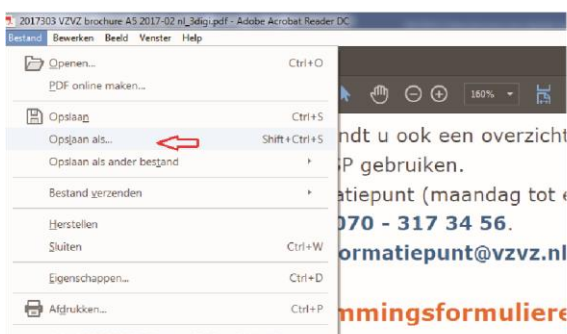 2017303 VZVZ brochure A5 2017-02 nl_3digi.pdf - Adobe Acrobat Reader DC
Bestand Bewerken Beeld Venster Help
Openen... Ctrl+O
PDF online maken...
Opslaan Ctrl+S
Opslaan als... Shift+Ctrl+S
Opslaan als ander bestand
Bestand verzenden
Herstellen
Sluiten Ctrl+W
Eigenschappen... Ctrl+D
Afdrukken... Ctrl+P
160%
ndt u ook een overzicht
SP gebruiken.
atiepunt (maandag tot
070 - 317 34 56.
ormatiepunt@vzvz.nl
mmingsformuliere